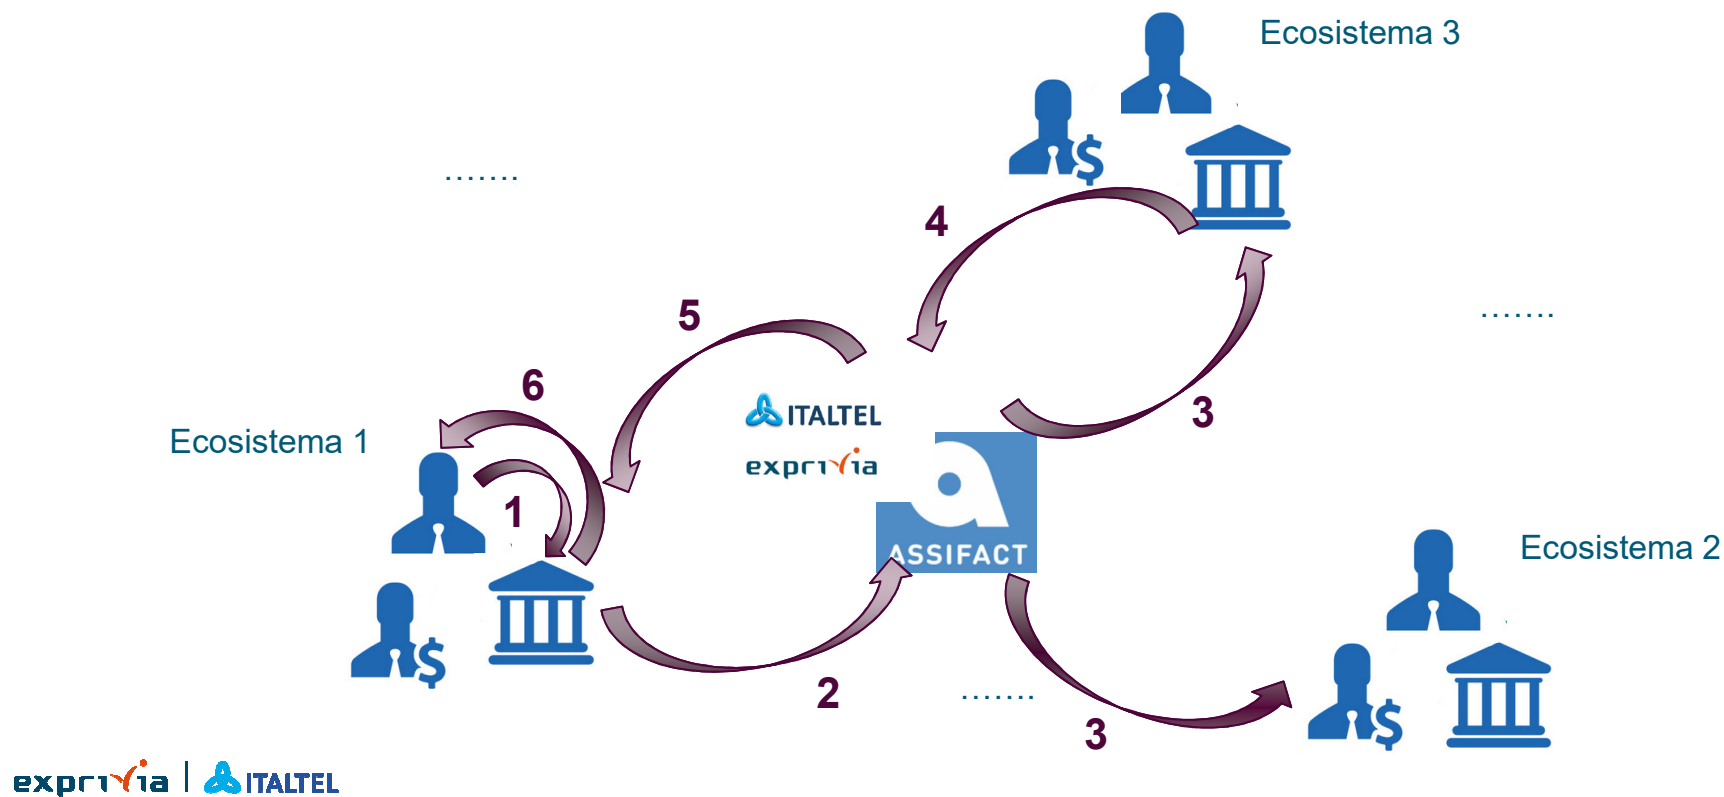 Ecosistema 3
$
.......
4
.......
5
3
6
ITALTEL
Ecosistema 1
exprivia
1
ASSIFACT
Ecosistema 2
$
2
.......
3
$
exprivia | ITALTEL